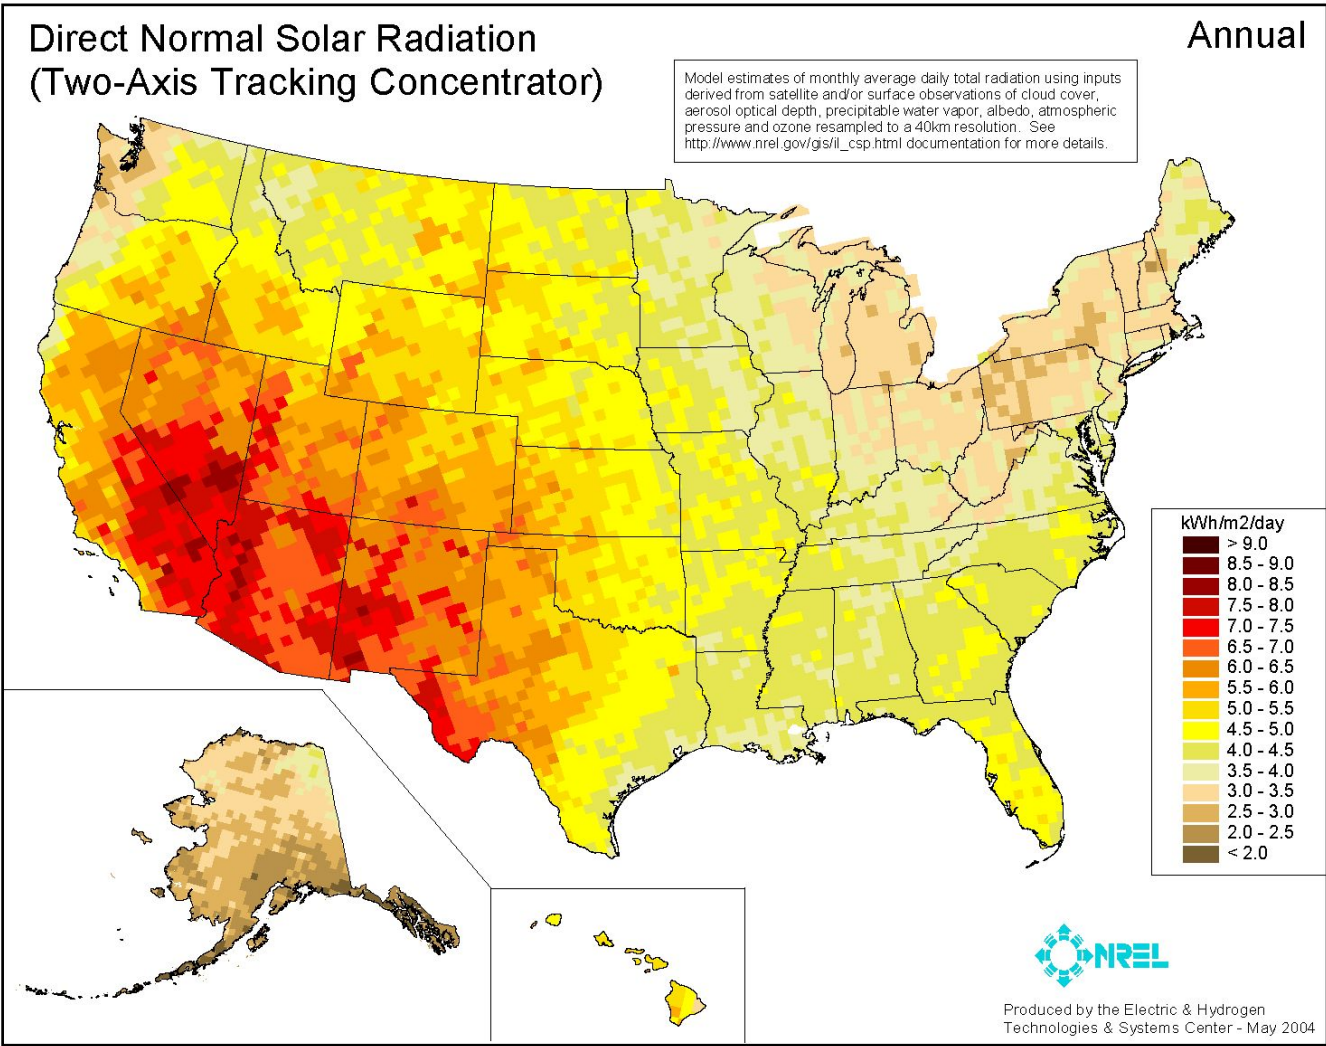 Direct Normal Solar Radiation
(Two-Axis Tracking Concentrator)
Annual
Model estimates of monthly average daily total radiation using inputs
derived from satellite and/or surface observations of cloud cover,
aerosol optical depth, precipitable water vapor, albedo, atmospheric
pressure and ozone resampled to a 40km resolution. See
http://www.nrel.gov/gis/il_csp.html documentation for more details.
kWh/m2/day
> 9.0
8.5 - 9.0
8.0 - 8.5
7.5 - 8.0
7.0 - 7.5
6.5 - 7.0
6.0 - 6.5
5.5 - 6.0
5.0 - 5.5
4.5 - 5.0
4.0 - 4.5
3.5 - 4.0
3.0 - 3.5
2.5 - 3.0
2.0 - 2.5
< 2.0
NREL
Produced by the Electric & Hydrogen
Technologies & Systems Center - May 2004